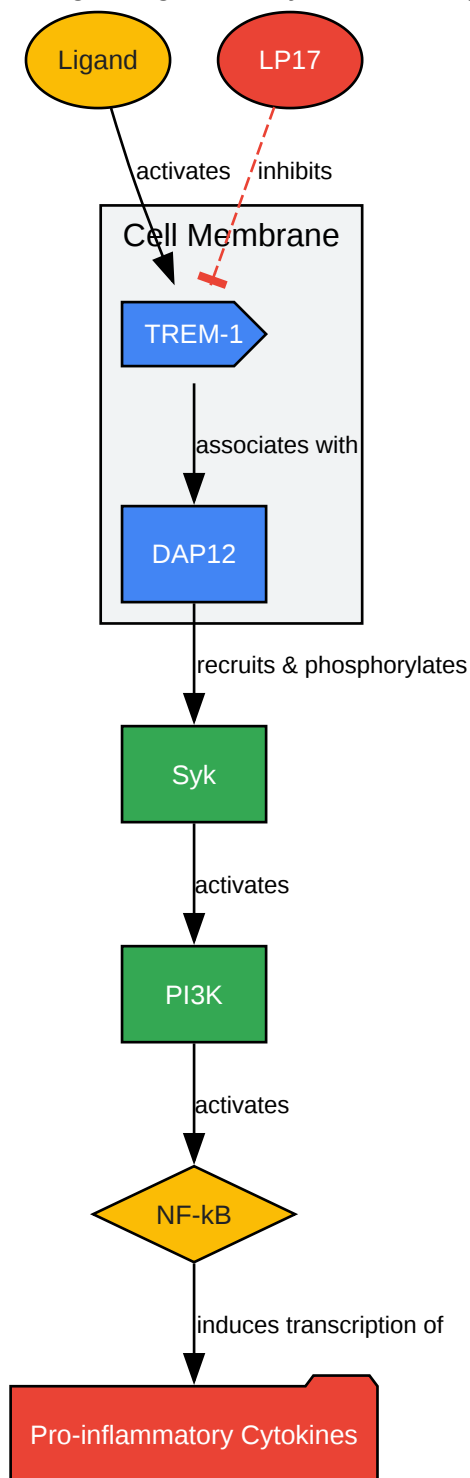 Ligand
LP17
activates
inhibits
Cell Membrane
TREM-1
associates with
DAP12
recruits & phosphorylates
Syk
activates
PI3K
activates
NF-kB
induces transcription of
Pro-inflammatory Cytokines